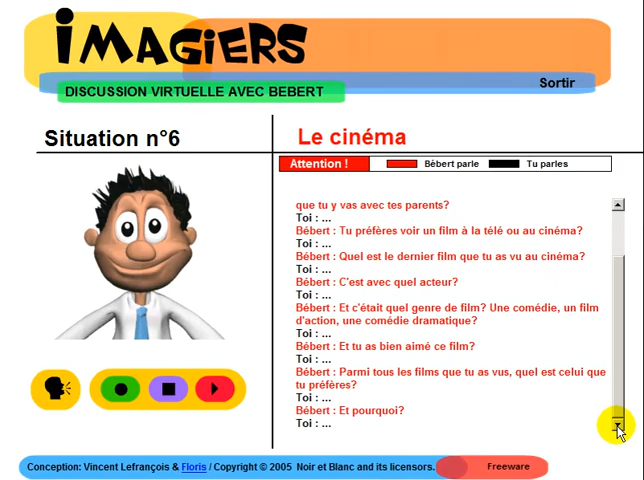 IMAGIERS
DISCUSSION VIRTUELLE AVEC BEBERT
Sortir
Situation n°6
Le cinéma
Attention !
Bèbert parle
Tu parles
que tu y vas avec tes parents?
Toi : ...
Bébert : Tu préfères voir un film à la télé ou au cinéma?
Toi : ...
Bébert : Quel est le dernier film que tu as vu au cinéma?
Toi : ...
Bébert : C'est avec quel acteur?
Toi : ...
Bébert : Et c'était quel genre de film? Une comédie, un film
d'action, une comédie dramatique?
Toi : ...
Bébert : Et tu as bien aimé ce film?
Toi : ...
Bébert : Parmi tous les films que tu as vus, quel est celui que
tu préfères?
Toi : ...
Bébert : Et pourquoi?
Toi : ...
Conception: Vincent Lefrançois & Floris / Copyright © 2005 Noir et Blanc and its licensors.
Freeware